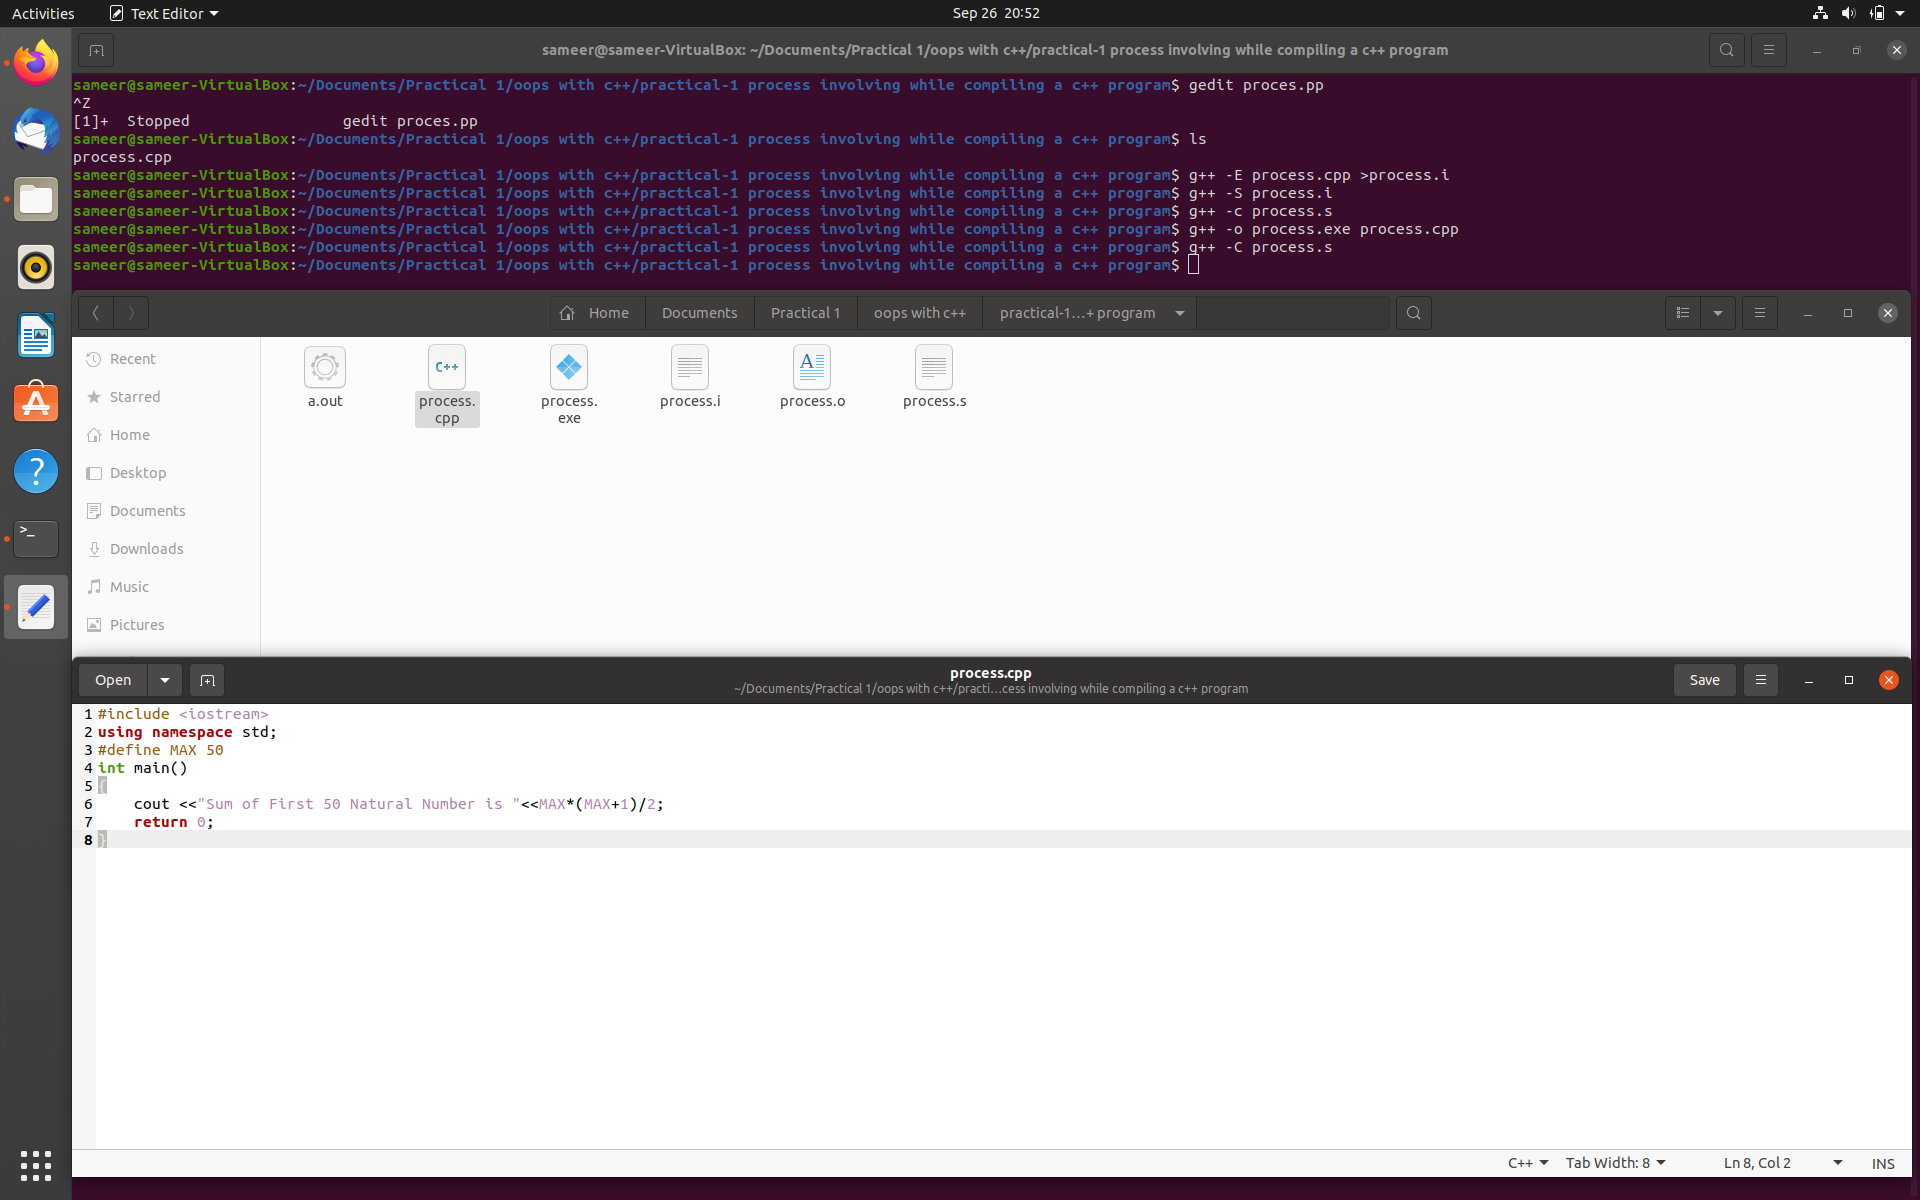 Activities
Text Editor
Sep 26 20:52
sameer@sameer-VirtualBox: ~/Documents/Practical 1/oops with c++/practical-1 process involving while compiling a c++ program
sameer@sameer-VirtualBox:~/Documents/Practical 1/oops with c++/practical-1 process involving while compiling a c++ program$ gedit proces.pp
^Z
[1]+  Stopped                 gedit proces.pp
sameer@sameer-VirtualBox:~/Documents/Practical 1/oops with c++/practical-1 process involving while compiling a c++ program$ ls
process.cpp
sameer@sameer-VirtualBox:~/Documents/Practical 1/oops with c++/practical-1 process involving while compiling a c++ program$ g++ -E process.cpp >process.i
sameer@sameer-VirtualBox:~/Documents/Practical 1/oops with c++/practical-1 process involving while compiling a c++ program$ g++ -S process.i
sameer@sameer-VirtualBox:~/Documents/Practical 1/oops with c++/practical-1 process involving while compiling a c++ program$ g++ -c process.s
sameer@sameer-VirtualBox:~/Documents/Practical 1/oops with c++/practical-1 process involving while compiling a c++ program$ g++ -o process.exe process.cpp
sameer@sameer-VirtualBox:~/Documents/Practical 1/oops with c++/practical-1 process involving while compiling a c++ program$ g++ -C process.s
sameer@sameer-VirtualBox:~/Documents/Practical 1/oops with c++/practical-1 process involving while compiling a c++ program$
Home
Documents
Practical 1
oops with c++
practical-1...+ program
Recent
Starred
Home
Desktop
Documents
Downloads
Music
Pictures
a.out
process.
cpp
C++
process.
exe
process.i
process.o
process.s
Open
process.cpp
~/Documents/Practical 1/oops with c++/practi...cess involving while compiling a c++ program
Save
1 #include <iostream>
2 using namespace std;
3 #define MAX 50
4 int main()
5 {
6     cout <<"Sum of First 50 Natural Number is "<<MAX*(MAX+1)/2;
7     return 0;
8 }
C++
Tab Width: 8
Ln 8, Col 2
INS